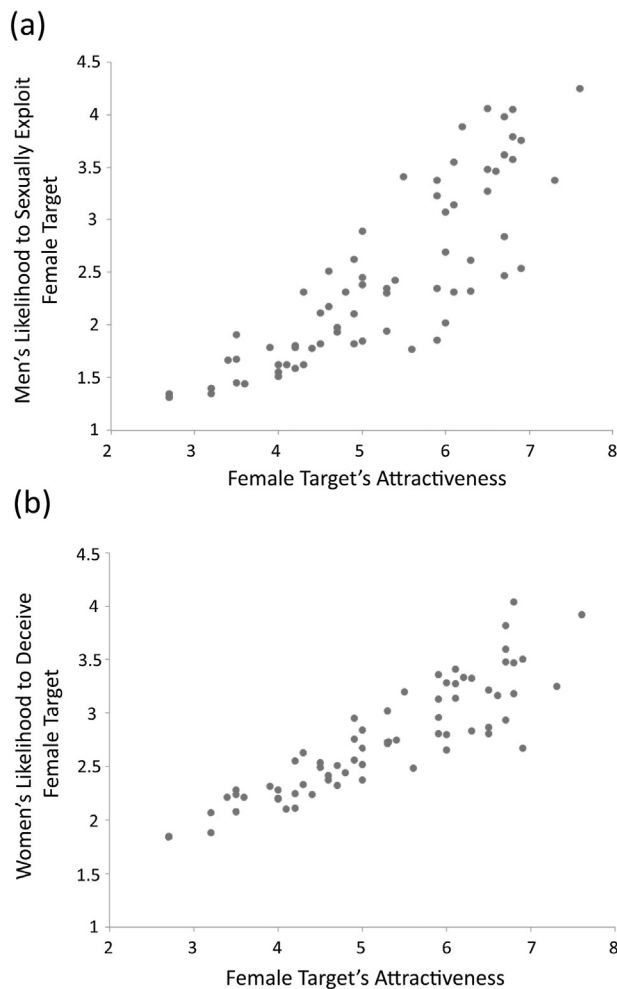 (a)
4.5
4
3.5
3
2.5
2
1.5
1
2 3 4 5 6 7 8
Men's Likelihood to Sexually Exploit
Female Target
Female Target's Attractiveness
(b)
4.5
4
3.5
3
2.5
2
1.5
1
2 3 4 5 6 7 8
Women's Likelihood to Deceive
Female Target
Female Target's Attractiveness